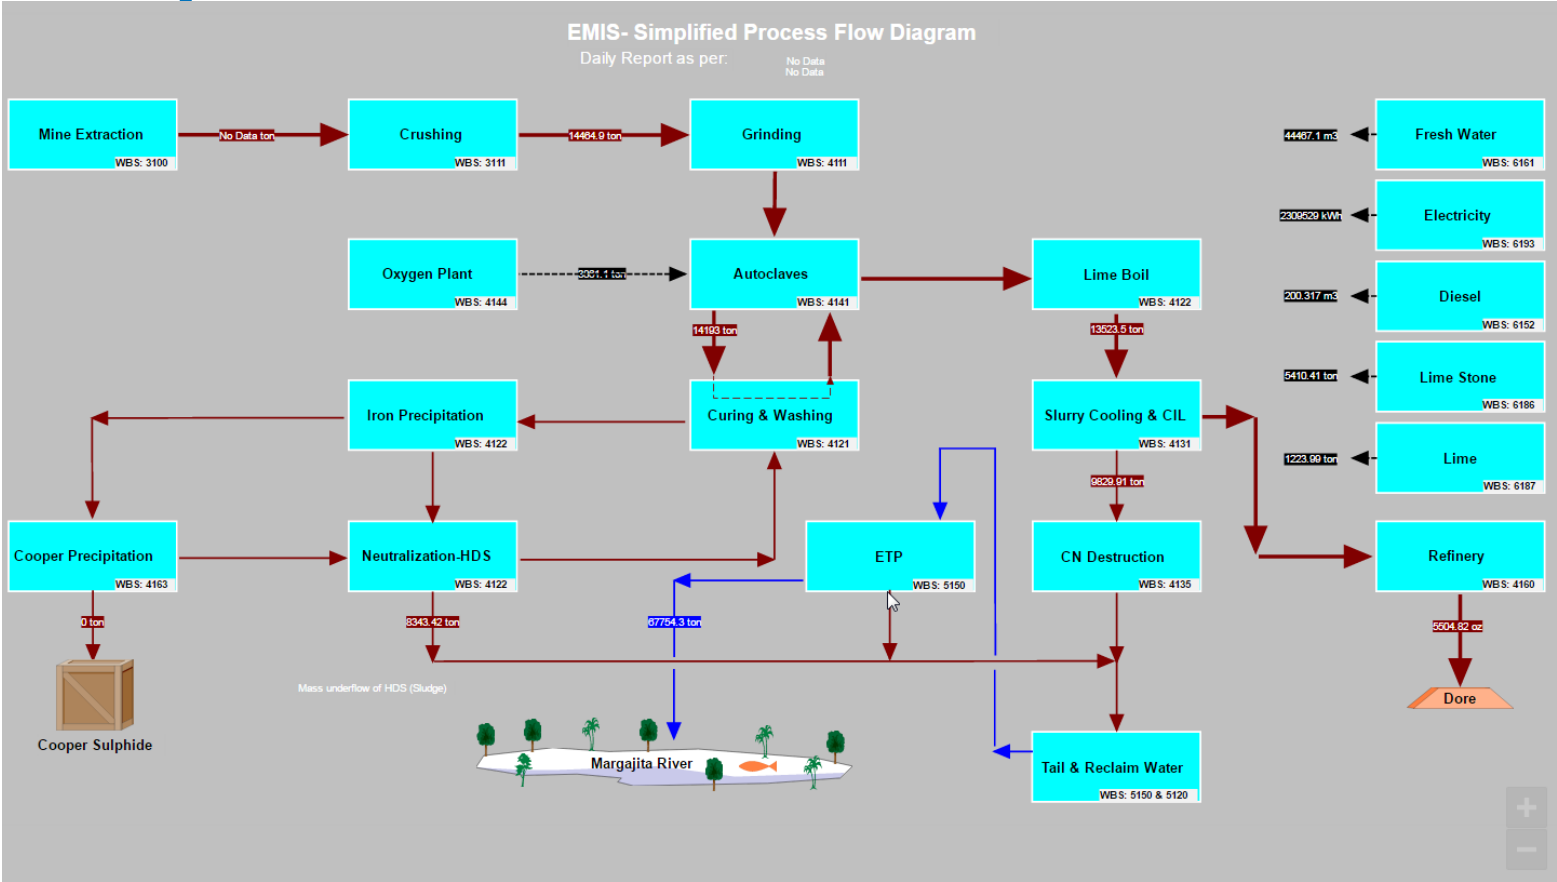 EMIS- Simplified Process Flow Diagram
Daily Report as per:
No Data
No Data
Mine Extraction
WBS: 3100
No Data ton
Crushing
WBS: 3111
14464.9 ton
Grinding
WBS: 4111
44467.1 m3
Fresh Water
WBS: 6161
2309529 kWh
Electricity
WBS: 6193
Oxygen Plant
WBS: 4144
3061.1 ton
Autoclaves
WBS: 4141
Lime Boil
WBS: 4122
200.317 m3
Diesel
WBS: 6152
14193 ton
13523.5 ton
5410.41 ton
Lime Stone
WBS: 6186
Iron Precipitation
WBS: 4122
Curing & Washing
WBS: 4121
Slurry Cooling & CIL
WBS: 4131
1223.99 ton
Lime
WBS: 6187
9829.91 ton
Cooper Precipitation
WBS: 4163
Neutralization-HDS
WBS: 4122
ETP
WBS: 5150
CN Destruction
WBS: 4135
Refinery
WBS: 4160
0 ton
8343.42 ton
67754.3 ton
5504.82 oz
Mass underflow of HDS (Sludge)
Dore
Cooper Sulphide
Margajita River
Tail & Reclaim Water
WBS: 5150 & 5120